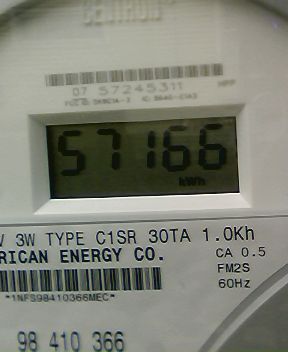 CENTRON
07 57245311
57166
kWh
V 3W TYPE C1SR 30TA 1.0Kh
RICAN ENERGY CO.
CA 0.5
FM2S
60Hz
*1NFS98410366MEC*
98 410 366